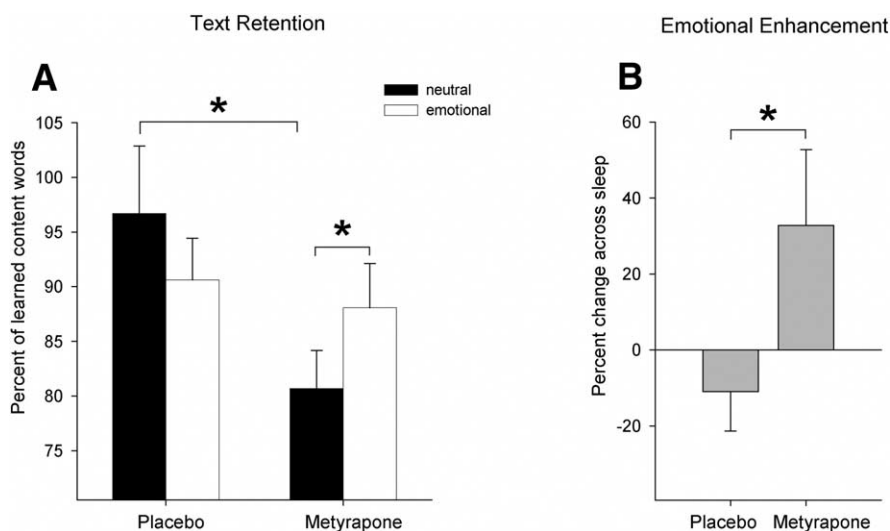 Text Retention
Emotional Enhancement
A
B
neutral
emotional
*
*
*
Percent of learned content words
105
100
95
90
85
80
75
Placebo
Metyrapone
Percent change across sleep
60
40
20
0
-20
Placebo
Metyrapone